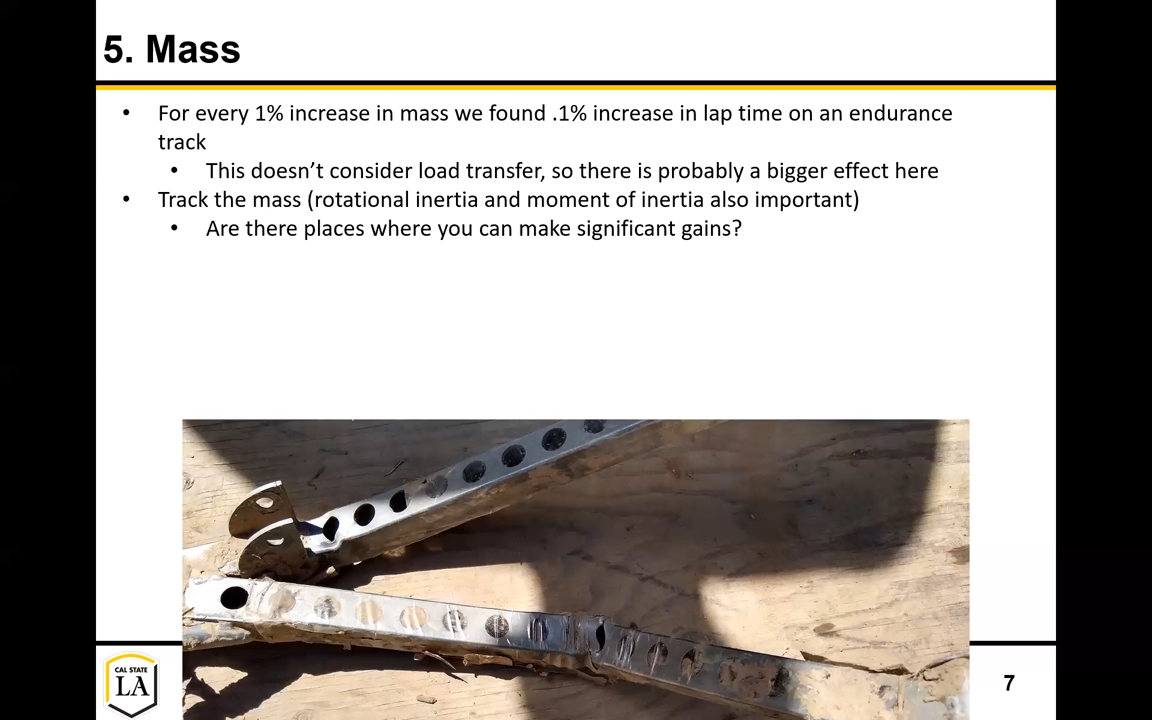 5. Mass
• For every 1% increase in mass we found .1% increase in lap time on an endurance
track
• This doesn’t consider load transfer, so there is probably a bigger effect here
• Track the mass (rotational inertia and moment of inertia also important)
• Are there places where you can make significant gains?
CAL STATE
LA
7